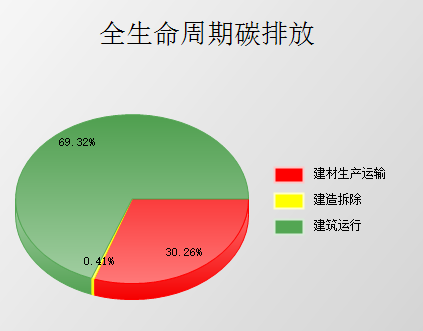 全生命周期碳排放
69.32%
0.41%
30.26%
建材生产运输
建造拆除
建筑运行